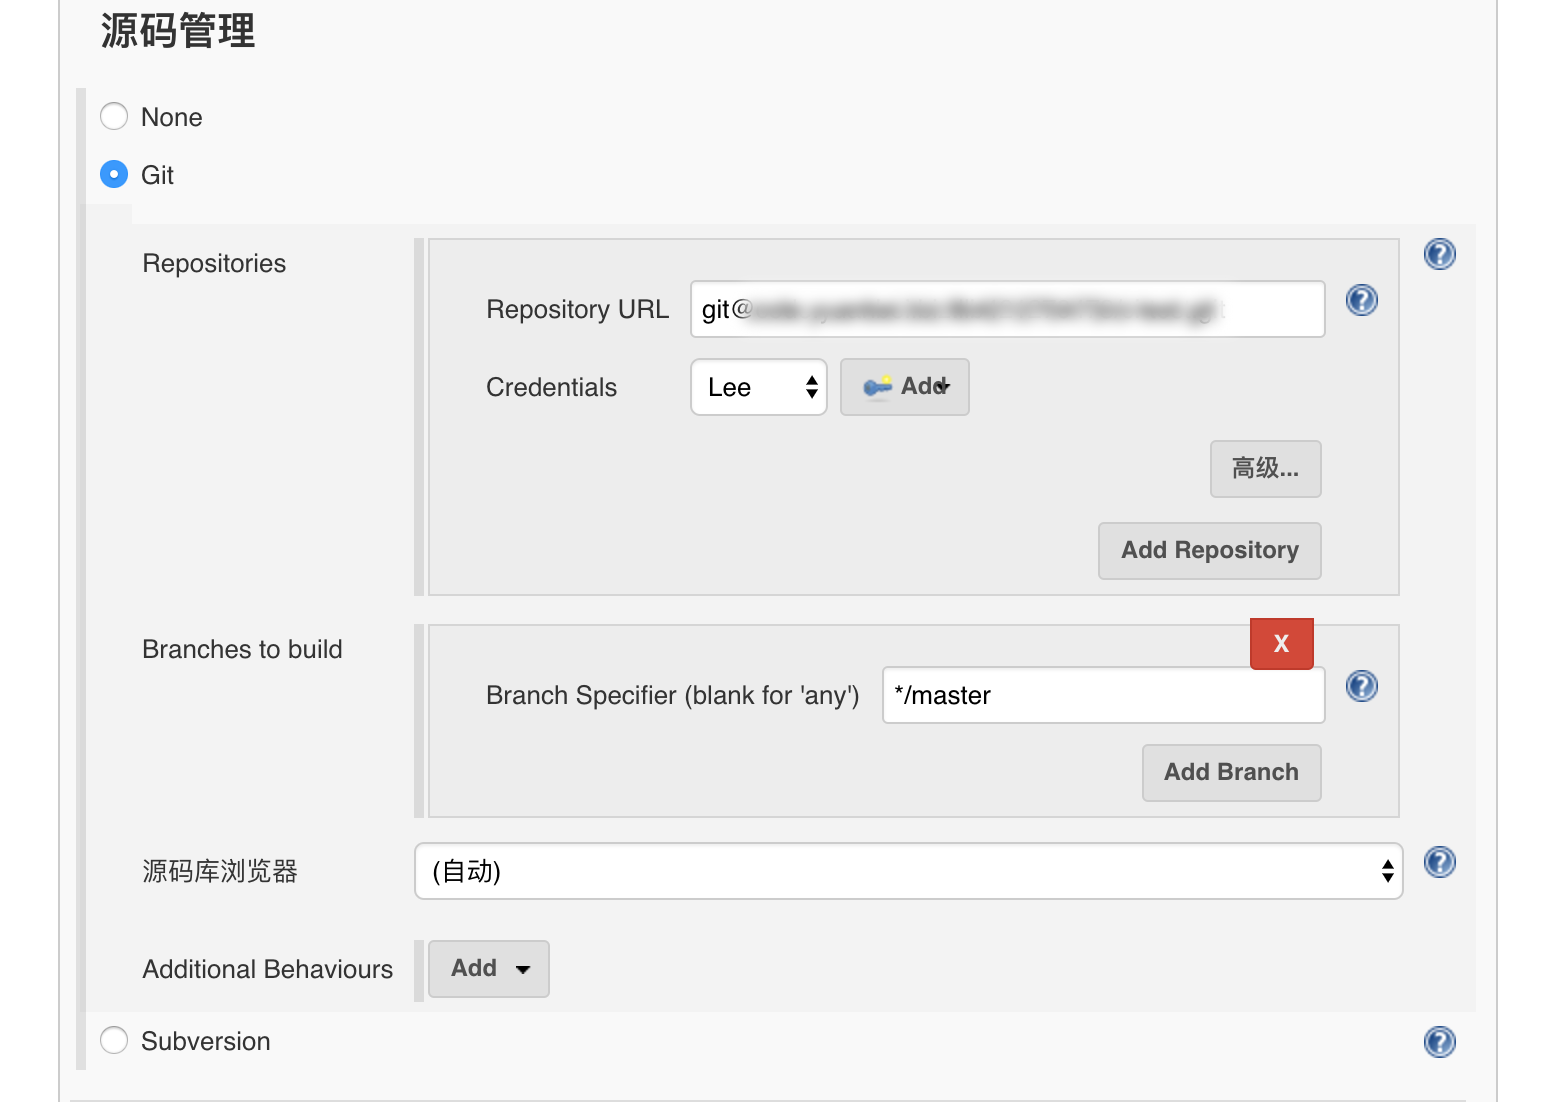 源码管理
None
Git
Repositories
Repository URL git@
Credentials Lee Add
高级...
Add Repository
Branches to build
X
Branch Specifier (blank for 'any') */master
Add Branch
源码库浏览器 (自动)
Additional Behaviours Add
Subversion